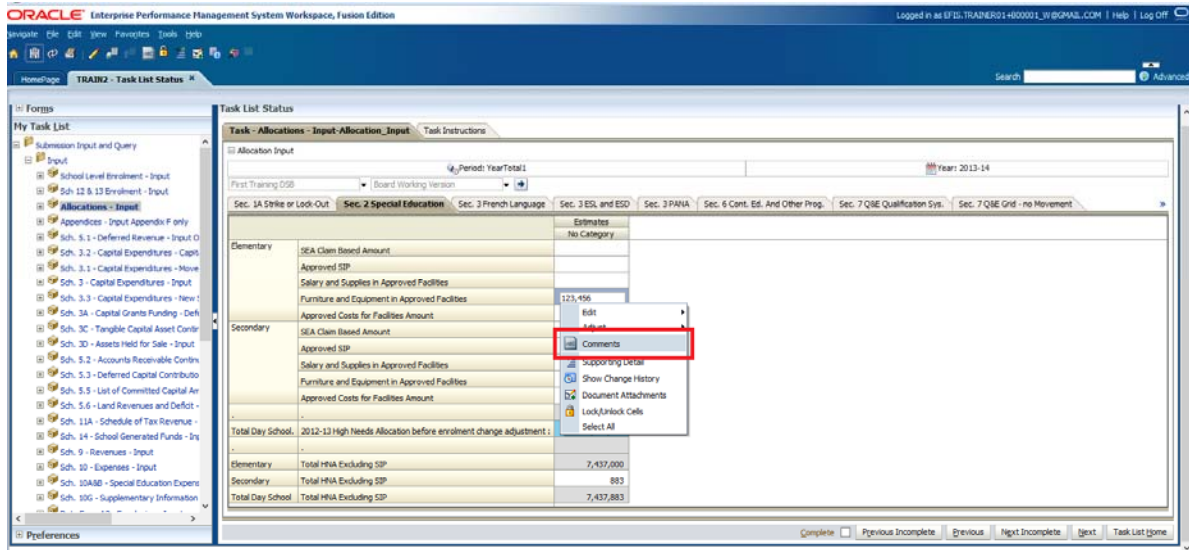 ORACLE Enterprise Performance Management System Workspace, Fusion Edition
Logged in as EFIS.TRAINER01+000001_W@GMAIL.COM | Help | Log Off
Navigate File Edit View Favorites Tools Help
HomePage TRAIN2 - Task List Status
Search Advanced
Forms
My Task List
Submission Input and Query
Input
School Level Enrolment - Input
Sch 12 & 13 Enrolment - Input
Allocations - Input
Appendices - Input Appendix F only
Sch. 5.1 - Deferred Revenue - Input O
Sch. 3.2 - Capital Expenditures - Capit
Sch. 3.1 - Capital Expenditures - Move
Sch. 3 - Capital Expenditures - Input
Sch. 3.3 - Capital Expenditures - New
Sch. 3A - Capital Grants Funding - Defi
Sch. 3C - Tangible Capital Asset Contin
Sch. 3D - Assets Held for Sale - Input
Sch. 5.2 - Accounts Receivable Contin
Sch. 5.3 - Deferred Capital Contributio
Sch. 5.5 - List of Committed Capital Am
Sch. 5.6 - Land Revenues and Deficit -
Sch. 11A - Schedule of Tax Revenue -
Sch. 14 - School Generated Funds - Inp
Sch. 9 - Revenues - Input
Sch. 10 - Expenses - Input
Sch. 10A&B - Special Education Expens
Sch. 10G - Supplementary Information
Preferences
Task List Status
Task - Allocations - Input-Allocation_Input Task Instructions
Allocation Input
Period: YearTotal1 Year: 2013-14
First Training DSB Board Working Version
Sec. 1A Strike or Lock-Out Sec. 2 Special Education Sec. 3 French Language Sec. 3 ESL and ESD Sec. 3 PANA Sec. 6 Cont. Ed. And Other Prog. Sec. 7 Q&E Qualification Sys. Sec. 7 Q&E Grid - no Movement »
Estimates
No Category
Elementary SEA Claim Based Amount
Approved SIP
Salary and Supplies in Approved Facilities
Furniture and Equipment in Approved Facilities 123,456
Approved Costs for Facilities Amount
Secondary SEA Claim Based Amount
Approved SIP
Salary and Supplies in Approved Facilities
Furniture and Equipment in Approved Facilities
Approved Costs for Facilities Amount
. .
Total Day School. 2012-13 High Needs Allocation before enrolment change adjustment :
. .
Elementary Total HNA Excluding SIP 7,437,000
Secondary Total HNA Excluding SIP 883
Total Day School Total HNA Excluding SIP 7,437,883
Edit
Adjust
Comments
Supporting Detail
Show Change History
Document Attachments
Lock/Unlock Cells
Select All
Complete Previous Incomplete Previous Next Incomplete Next Task List Home